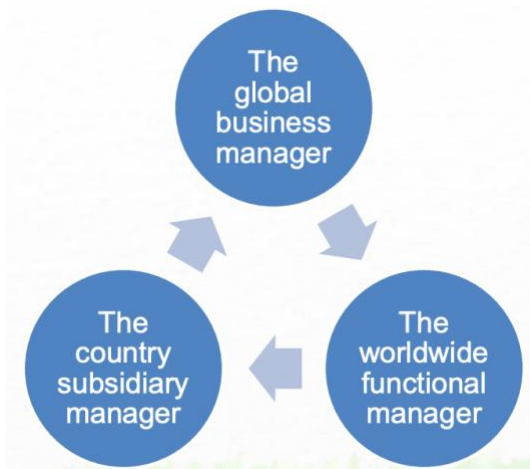 The
global
business
manager
The
country
subsidiary
manager
The
worldwide
functional
manager